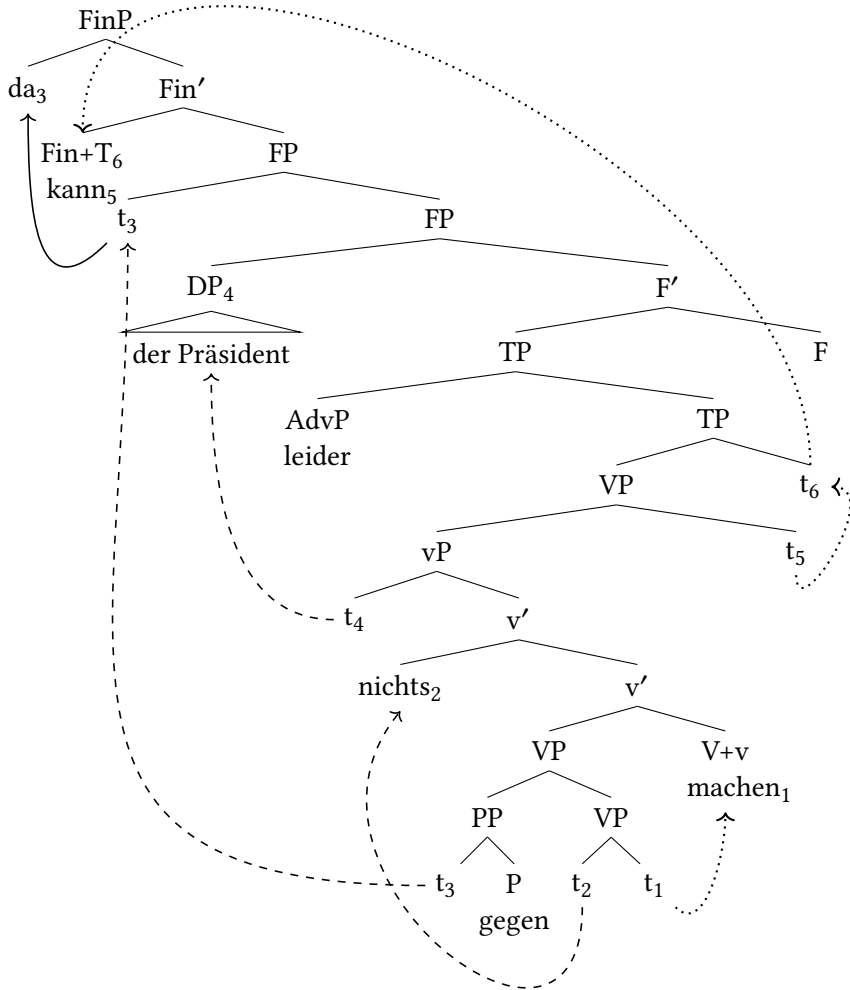 FinP
da₃ Fin′
Fin+T₆ FP
kann₅
t₃ FP
DP₄ F′
der Präsident TP F
AdvP TP
leider
VP t₆
vP t₅
t₄ v′
nichts₂ v′
VP V+v
machen₁
PP VP
t₃ P t₂ t₁
gegen